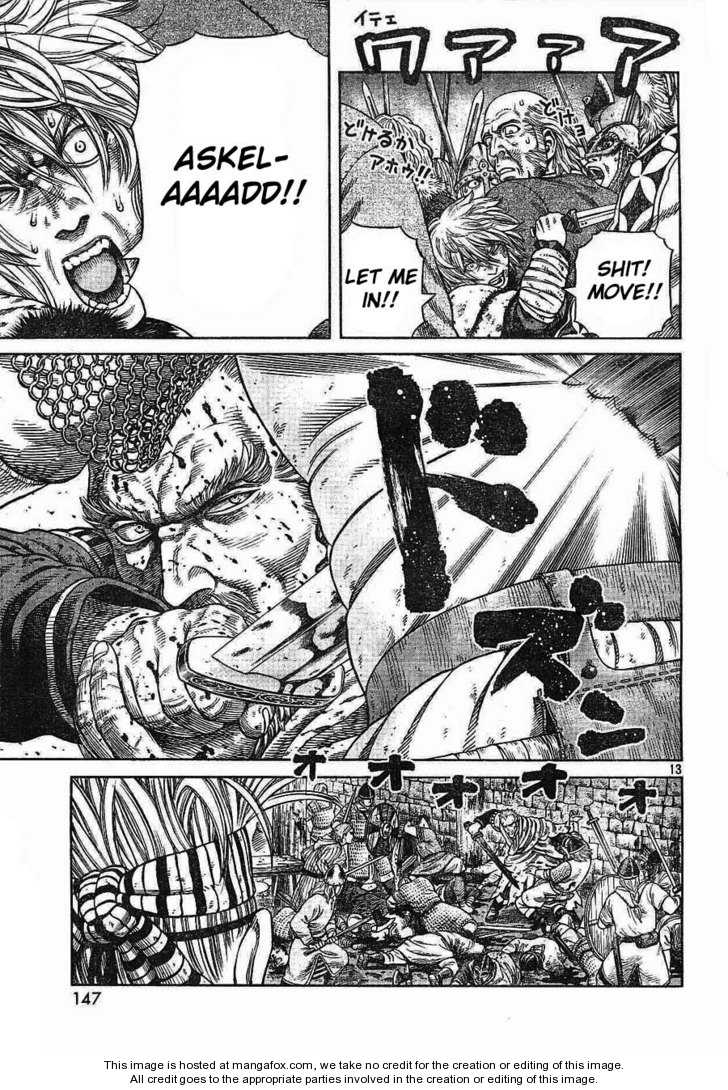 ワアアア
イテェ
どけョ
どけるか
アホゥ!!
SHIT!
MOVE!!
LET ME
IN!!
ASKEL-
AAAADD!!
ドズン
オオオオオオ
13
147
This image is hosted at mangafox.com, we take no credit for the creation or editing of this image.
All credit goes to the appropriate parties involved in the creation or editing of this image.